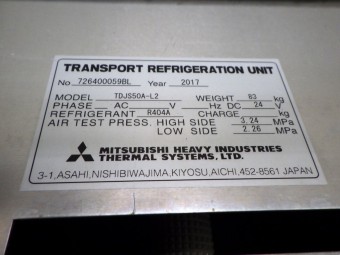 TRANSPORT REFRIGERATION UNIT
No. 726400059BL Year 2017
MODEL TDJS50A-L2 WEIGHT 83 kg
PHASE AC V Hz DC 24 V
REFRIGERANT R404A CHARGE kg
AIR TEST PRESS. HIGH SIDE 3.24 MPa
LOW SIDE 2.26 MPa
MITSUBISHI HEAVY INDUSTRIES
THERMAL SYSTEMS, LTD.
3-1, ASAHI, NISHIBIWAJIMA, KIYOSU, AICHI, 452-8561 JAPAN